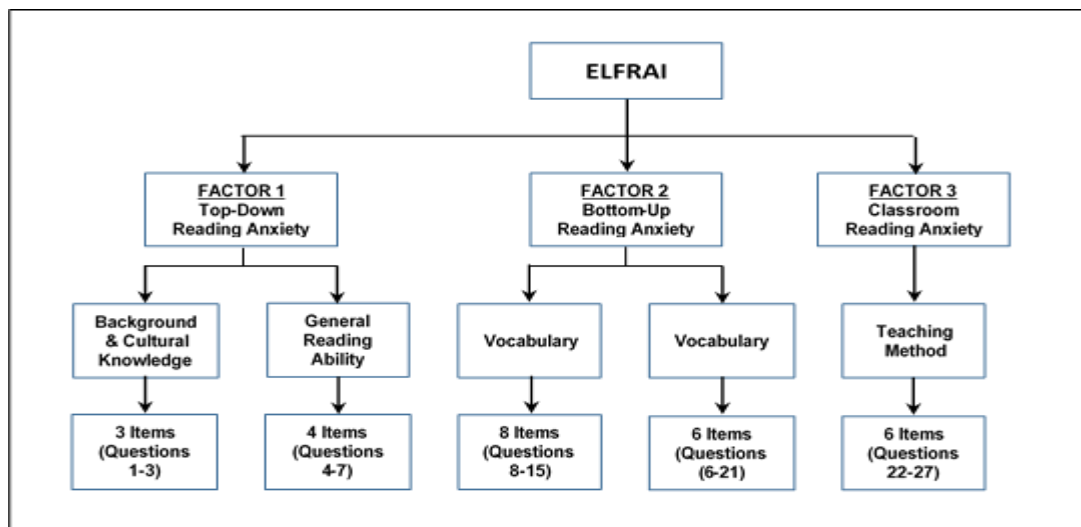 ELFRAI
FACTOR 1
Top-Down
Reading Anxiety
FACTOR 2
Bottom-Up
Reading Anxiety
FACTOR 3
Classroom
Reading Anxiety
Background
& Cultural
Knowledge
General
Reading
Ability
Vocabulary
Vocabulary
Teaching
Method
3 Items
(Questions
1-3)
4 Items
(Questions
4-7)
8 Items
(Questions
8-15)
6 Items
(Questions
(6-21)
6 Items
(Questions
22-27)